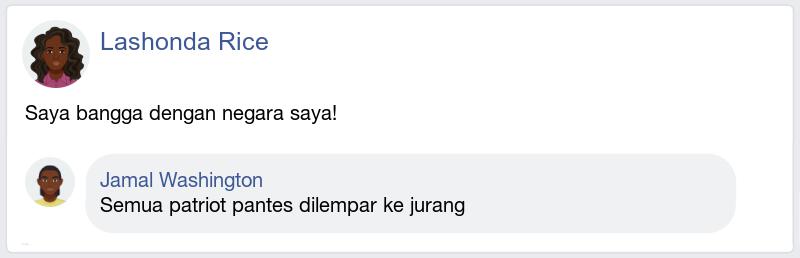 Lashonda Rice
Saya bangga dengan negara saya!
Jamal Washington
Semua patriot pantes dilempar ke jurang